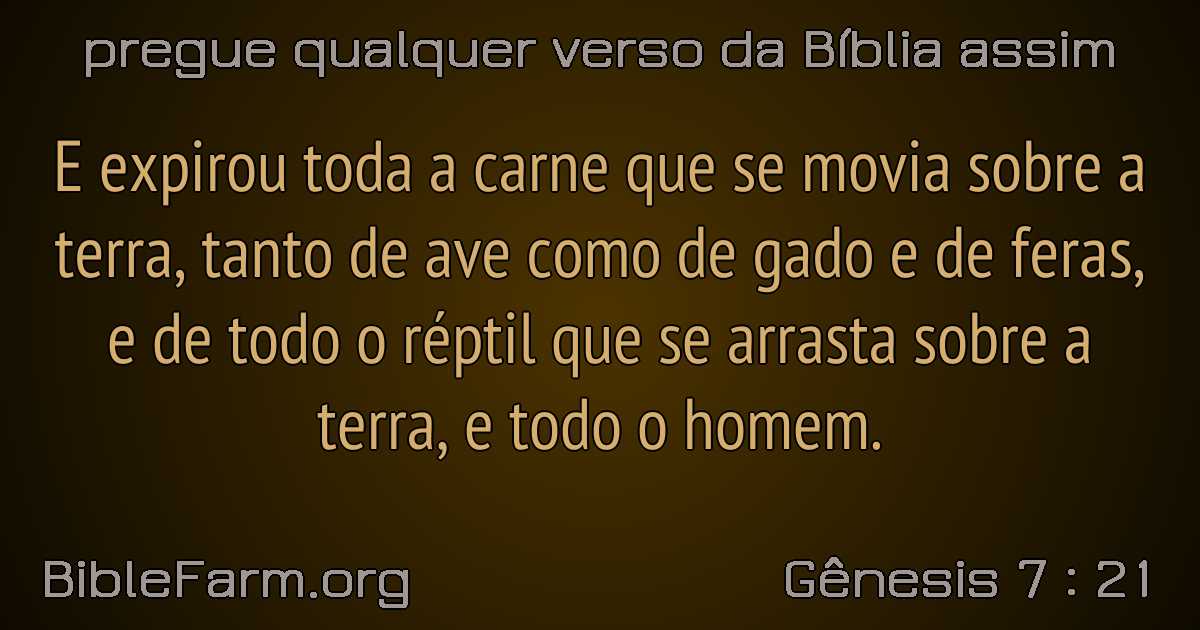 pregue qualquer verso da Bíblia assim
E expirou toda a carne que se movia sobre a
terra, tanto de ave como de gado e de feras,
e de todo o réptil que se arrasta sobre a
terra, e todo o homem.
BibleFarm.org
Gênesis 7 : 21